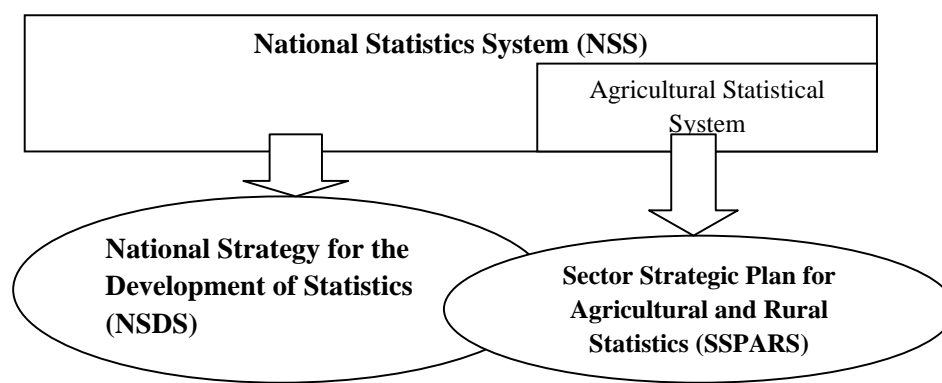 National Statistics System (NSS)
Agricultural Statistical
System
National Strategy for the
Development of Statistics
(NSDS)
Sector Strategic Plan for
Agricultural and Rural
Statistics (SSPARS)